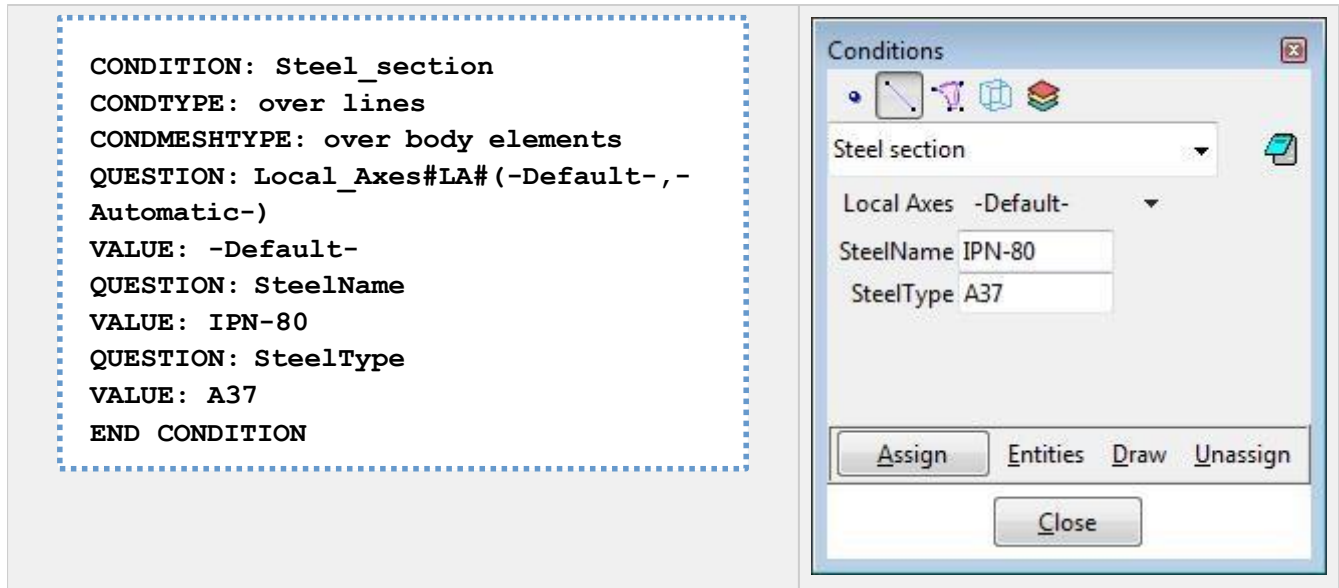 CONDITION: Steel_section
CONDTYPE: over lines
CONDMESHTYPE: over body elements
QUESTION: Local_Axes#LA#(-Default-,-
Automatic-)
VALUE: -Default-
QUESTION: SteelName
VALUE: IPN-80
QUESTION: SteelType
VALUE: A37
END CONDITION
Conditions
Steel section
Local Axes -Default-
SteelName IPN-80
SteelType A37
Assign Entities Draw Unassign
Close